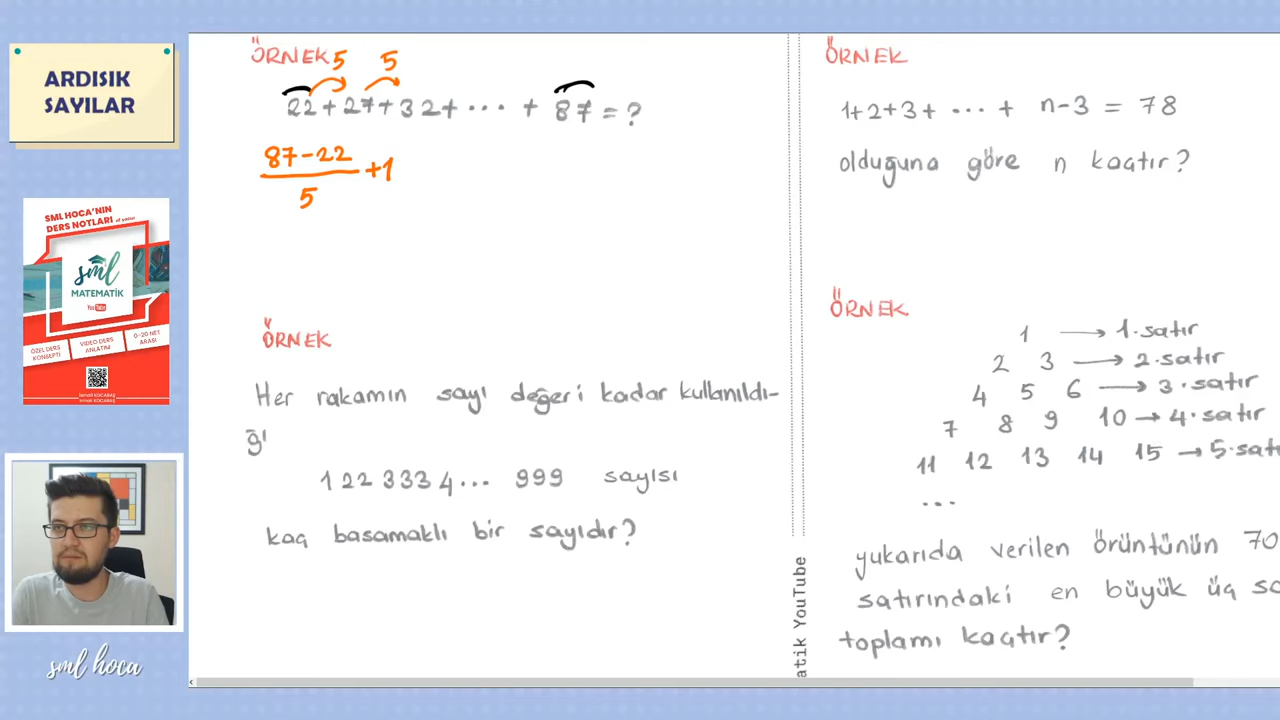 ARDISIK
SAYILAR
SML HOCA'NIN
DERS NOTLARI
sml
MATEMATİK
YouTube
ÖZEL DERS
KONSEPTİ
VİDEO DERS
ANLATIM
0-20 NET
ARASI
sml hoca
ÖRNEK
5 5
22+27+32+ ... + 87 = ?
87-22
5
+1
ÖRNEK
Her rakamın sayı değeri kadar kullanıldı-
ğı
1 22 333 4... 999 sayısı
kaç basamaklı bir sayıdır?
atik YouTube
ÖRNEK
1+2+3+ ... + n-3 = 78
olduğuna göre n kaçtır?
ÖRNEK
1 → 1.satır
2 3 → 2.satır
4 5 6 → 3.satır
7 8 9 10 → 4.satır
11 12 13 14 15 → 5.satı
...
yukarıda verilen örüntünün 70
satırındaki en büyük üç sa
toplamı kaçtır?